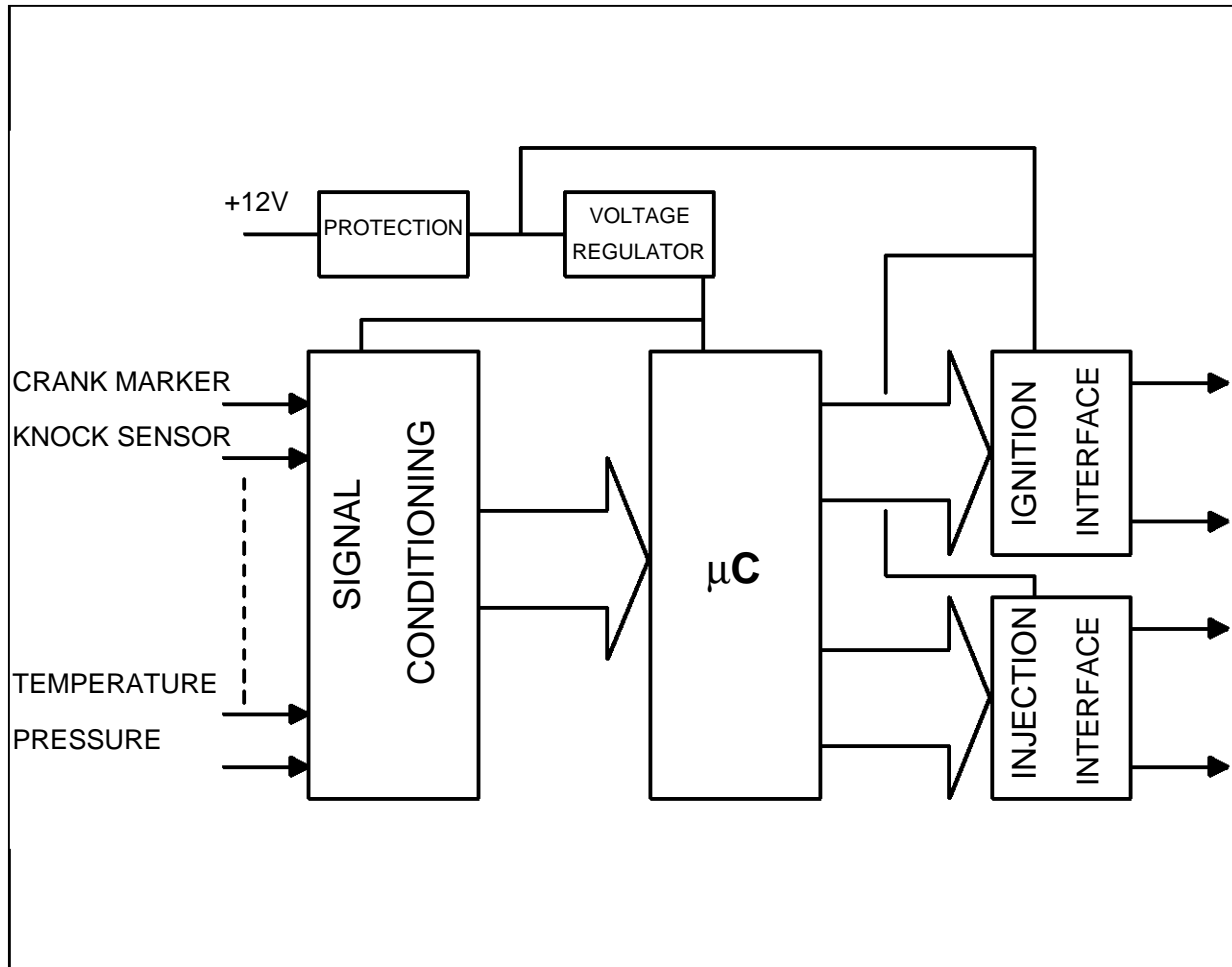 +12V
PROTECTION
VOLTAGE
REGULATOR
CRANK MARKER
KNOCK SENSOR
TEMPERATURE
PRESSURE
SIGNAL
CONDITIONING
μC
IGNITION
INTERFACE
INJECTION
INTERFACE